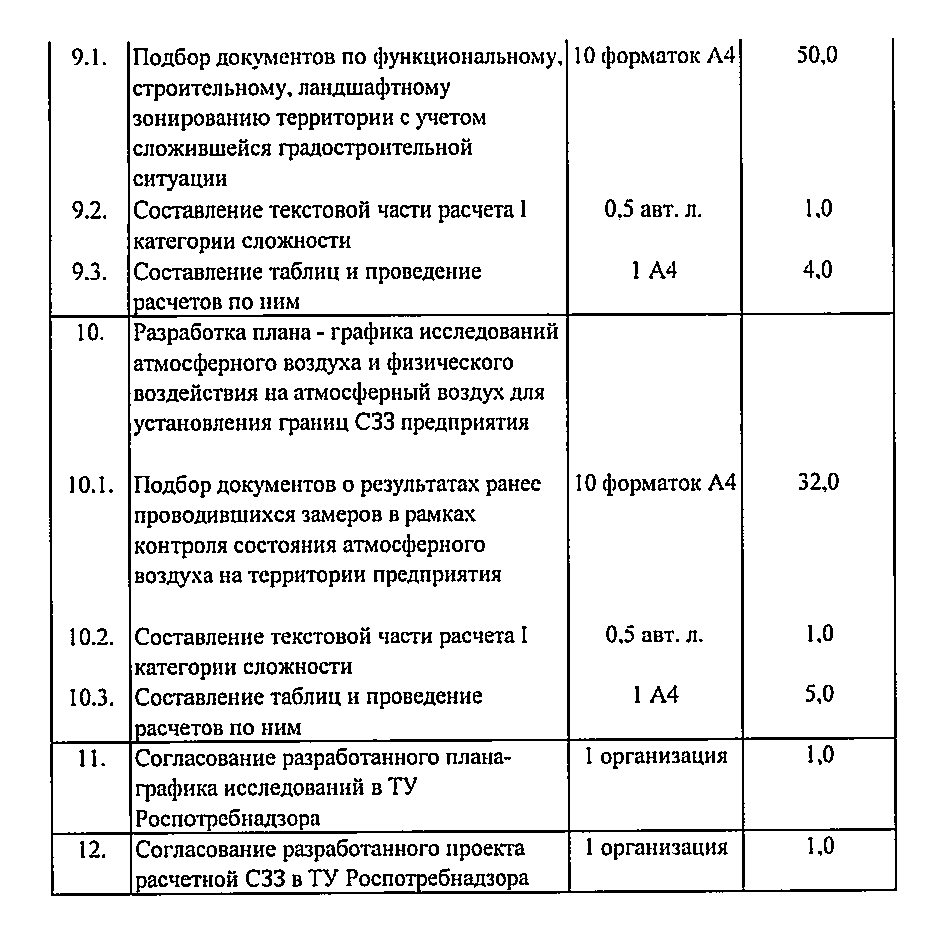 9.1. Подбор документов по функциональному, 10 форматок А4 50,0
строительному, ландшафтному
зонированию территории с учетом
сложившейся градостроительной
ситуации
9.2. Составление текстовой части расчета I 0,5 авт. л. 1,0
категории сложности
9.3. Составление таблиц и проведение 1 А4 4,0
расчетов по ним
10. Разработка плана - графика исследований
атмосферного воздуха и физического
воздействия на атмосферный воздух для
установления границ СЗЗ предприятия
10.1. Подбор документов о результатах ранее 10 форматок А4 32,0
проводившихся замеров в рамках
контроля состояния атмосферного
воздуха на территории предприятия
10.2. Составление текстовой части расчета I 0,5 авт. л. 1,0
категории сложности
10.3. Составление таблиц и проведение 1 А4 5,0
расчетов по ним
11. Согласование разработанного плана- 1 организация 1,0
графика исследований в ТУ
Роспотребнадзора
12. Согласование разработанного проекта 1 организация 1,0
расчетной СЗЗ в ТУ Роспотребнадзора